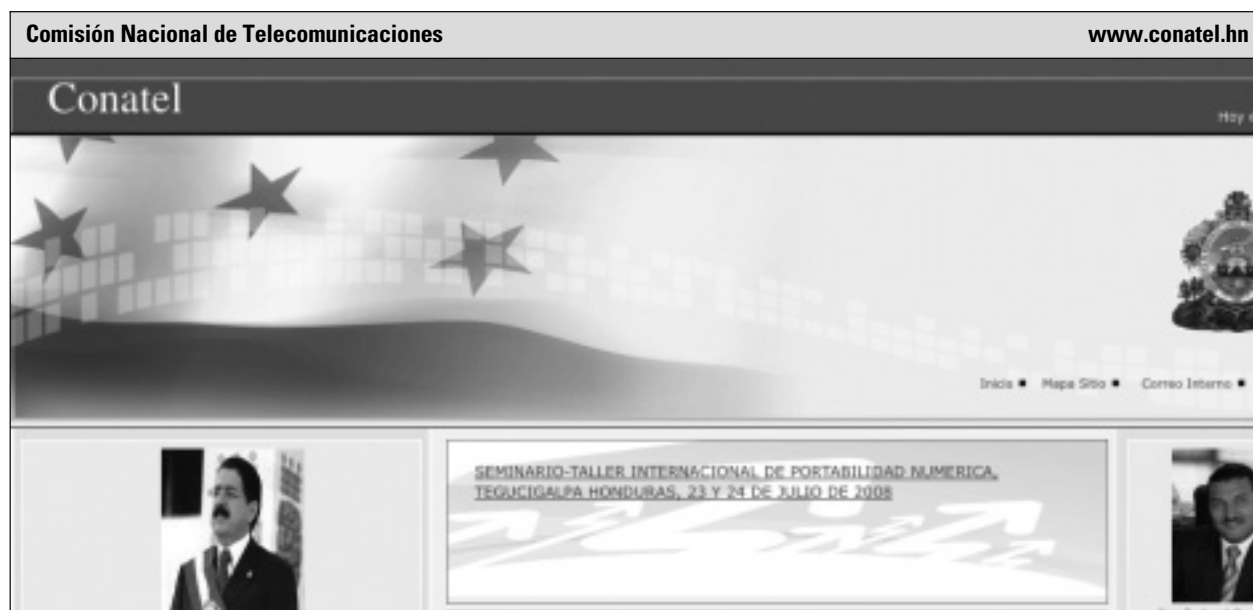 Comisión Nacional de Telecomunicaciones www.conatel.hn
Conatel
Hoy
Inicio Mapa Sitio Correo Interno
SEMINARIO-TALLER INTERNACIONAL DE PORTABILIDAD NUMERICA,
TEGUCIGALPA HONDURAS, 23 Y 24 DE JULIO DE 2008